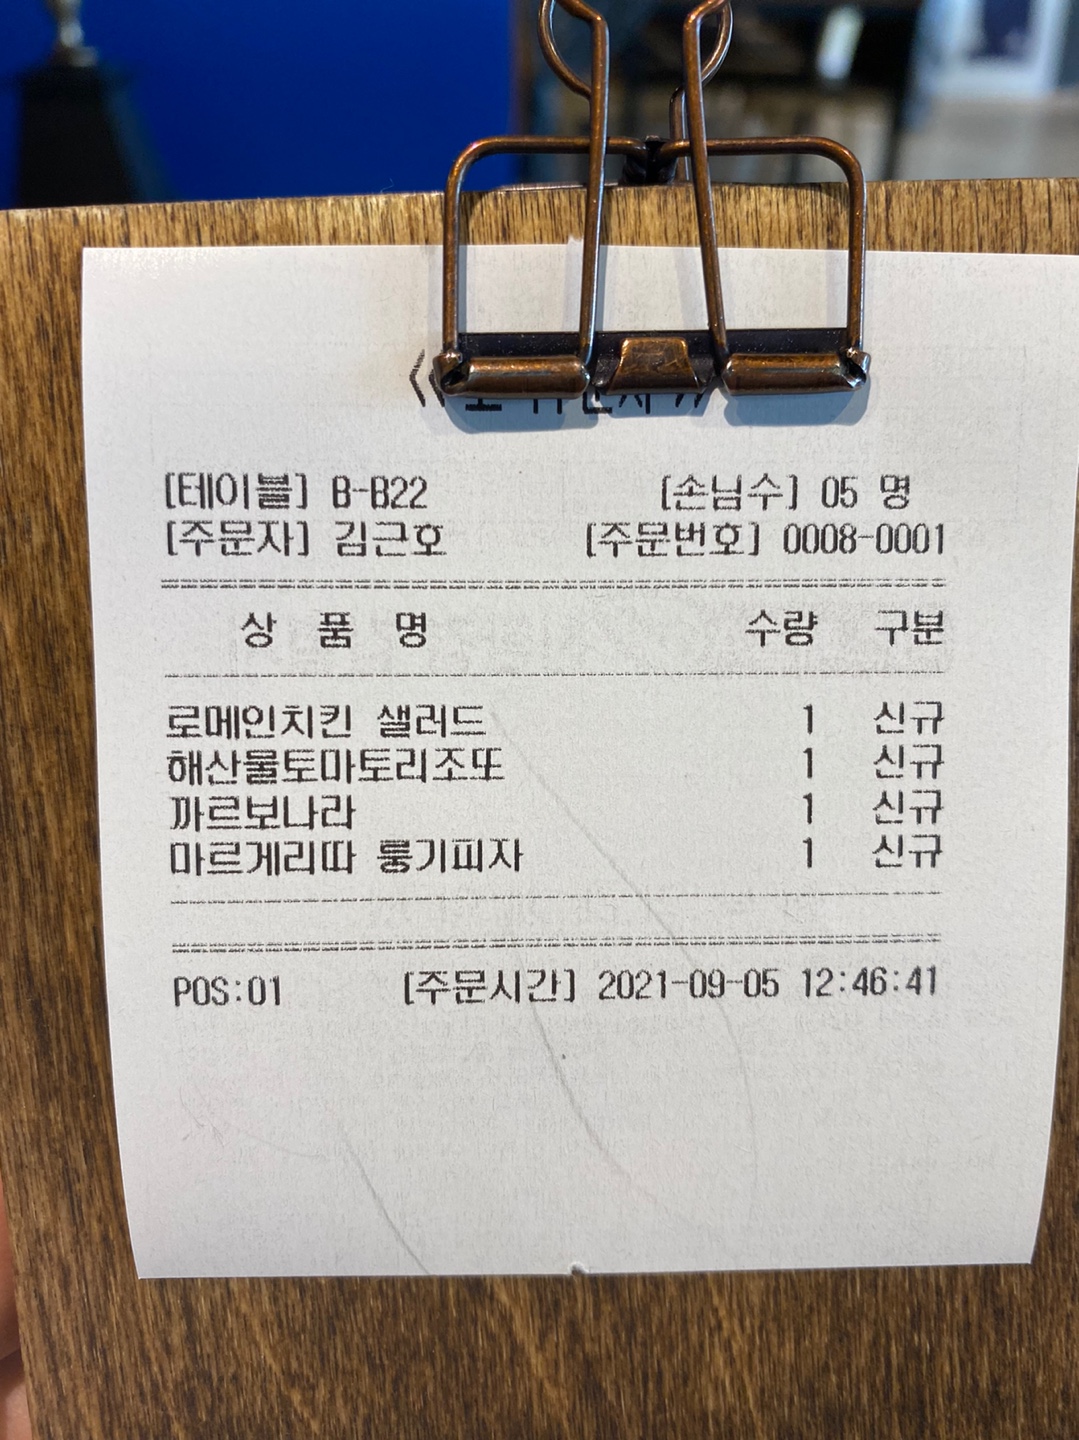 [테이블] B-B22 [손님수] 05 명
[주문자] 김근호 [주문번호] 0008-0001
상 품 명 수량 구분
로메인치킨 샐러드 1 신규
해산물토마토리조또 1 신규
까르보나라 1 신규
마르게리따 룽기피자 1 신규
POS:01 [주문시간] 2021-09-05 12:46:41